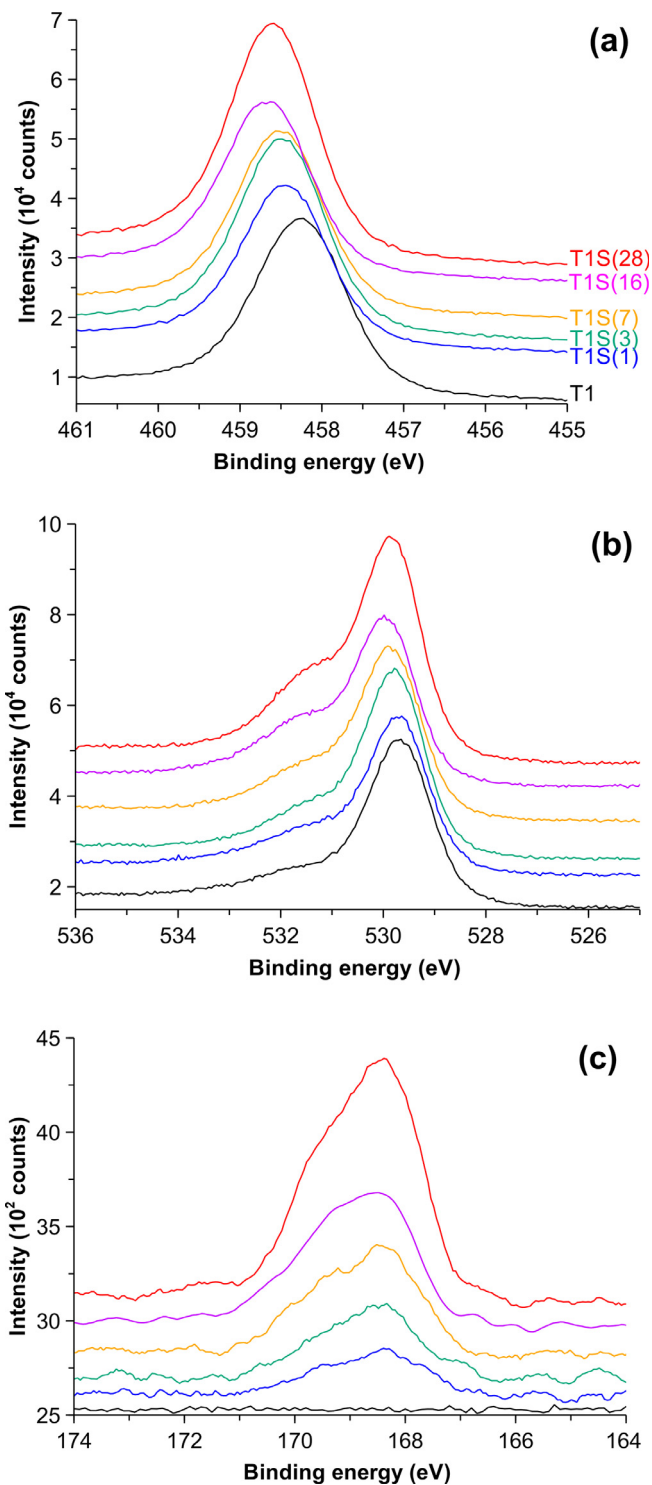 (a)
Intensity (10⁴ counts)
7
6
5
4
3
2
1
T1S(28)
T1S(16)
T1S(7)
T1S(3)
T1S(1)
T1
461 460 459 458 457 456 455
Binding energy (eV)
(b)
Intensity (10⁴ counts)
10
8
6
4
2
536 534 532 530 528 526
Binding energy (eV)
(c)
Intensity (10² counts)
45
40
35
30
25
174 172 170 168 166 164
Binding energy (eV)